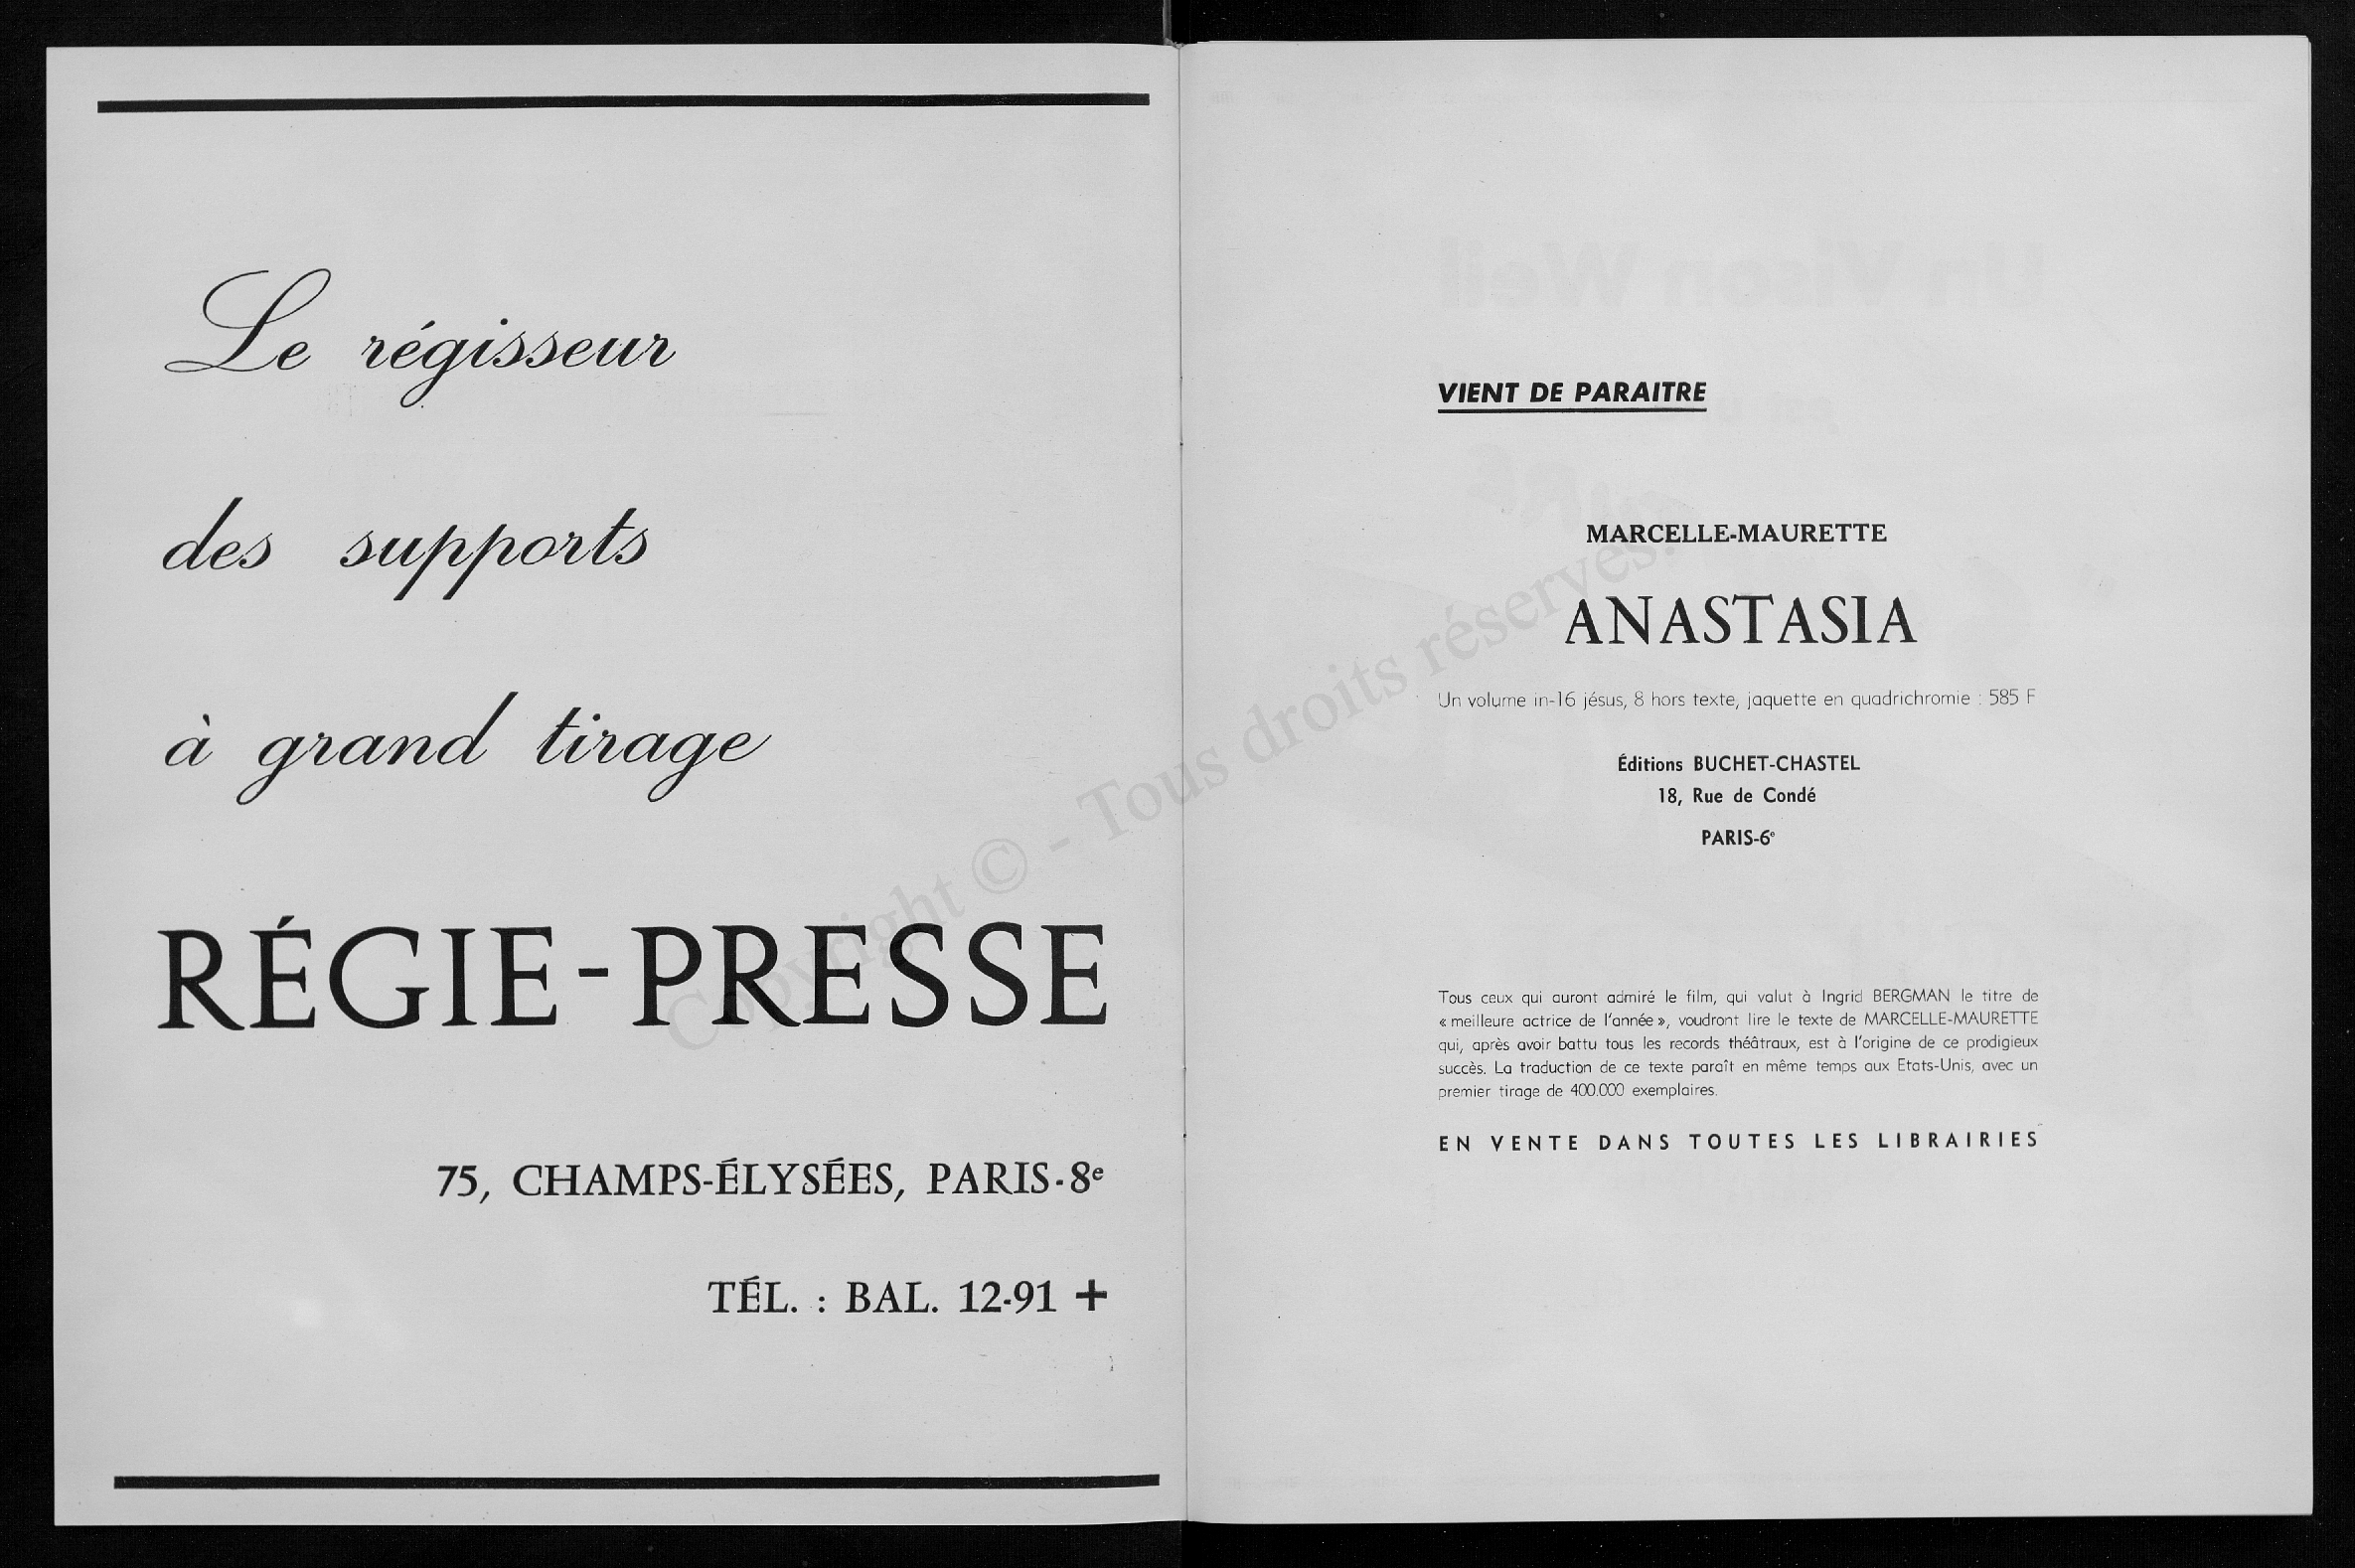 Le régisseur
des supports
à grand tirage
RÉGIE-PRESSE
75, CHAMPS-ÉLYSÉES, PARIS-8e
TÉL. : BAL. 12-91 +
VIENT DE PARAITRE
MARCELLE-MAURETTE
ANASTASIA
Un volume in-16 jésus, 8 hors texte, jaquette en quadrichromie : 585 F
Éditions BUCHET-CHASTEL
18, Rue de Condé
PARIS-6e
Tous ceux qui auront admiré le film, qui valut à Ingrid BERGMAN le titre de
« meilleure actrice de l'année », voudront lire le texte de MARCELLE-MAURETTE
qui, après avoir battu tous les records théâtraux, est à l'origine de ce prodigieux
succès. La traduction de ce texte paraît en même temps aux Etats-Unis, avec un
premier tirage de 400.000 exemplaires.
EN VENTE DANS TOUTES LES LIBRAIRIES
Copyright © - Tous droits réservés.